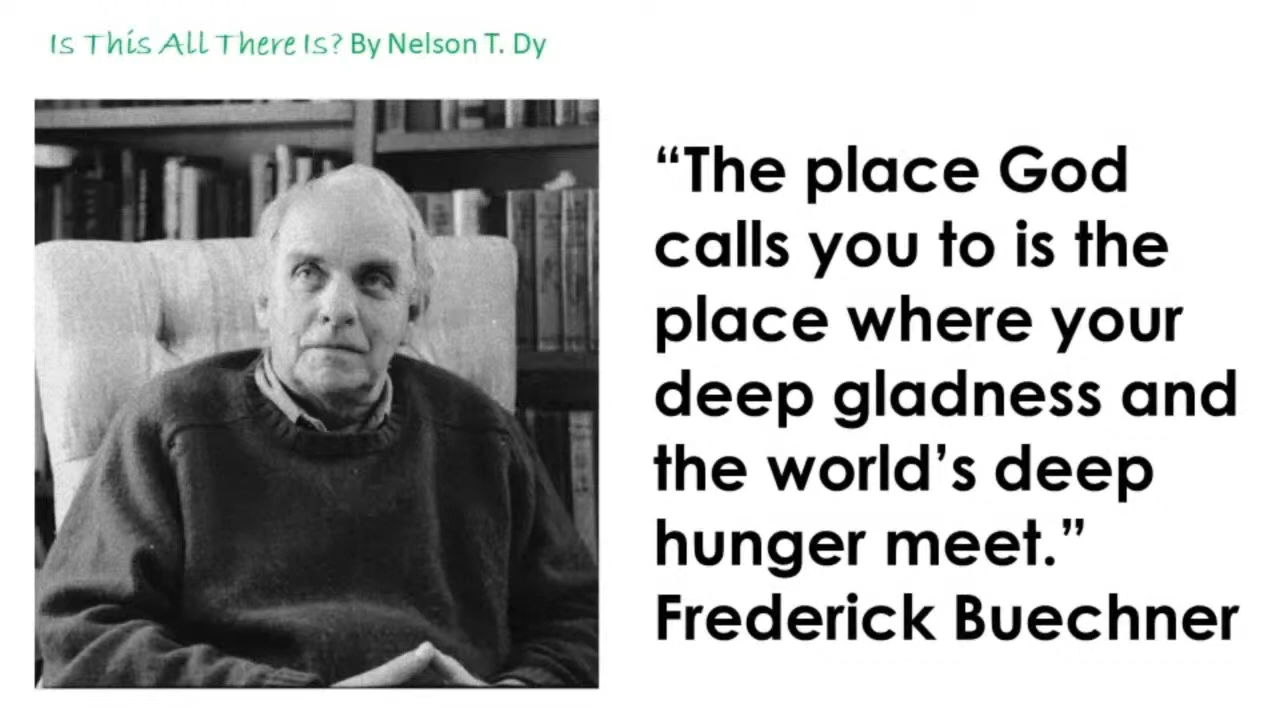 Is This All There Is? By Nelson T. Dy
“The place God
calls you to is the
place where your
deep gladness and
the world’s deep
hunger meet.”
Frederick Buechner